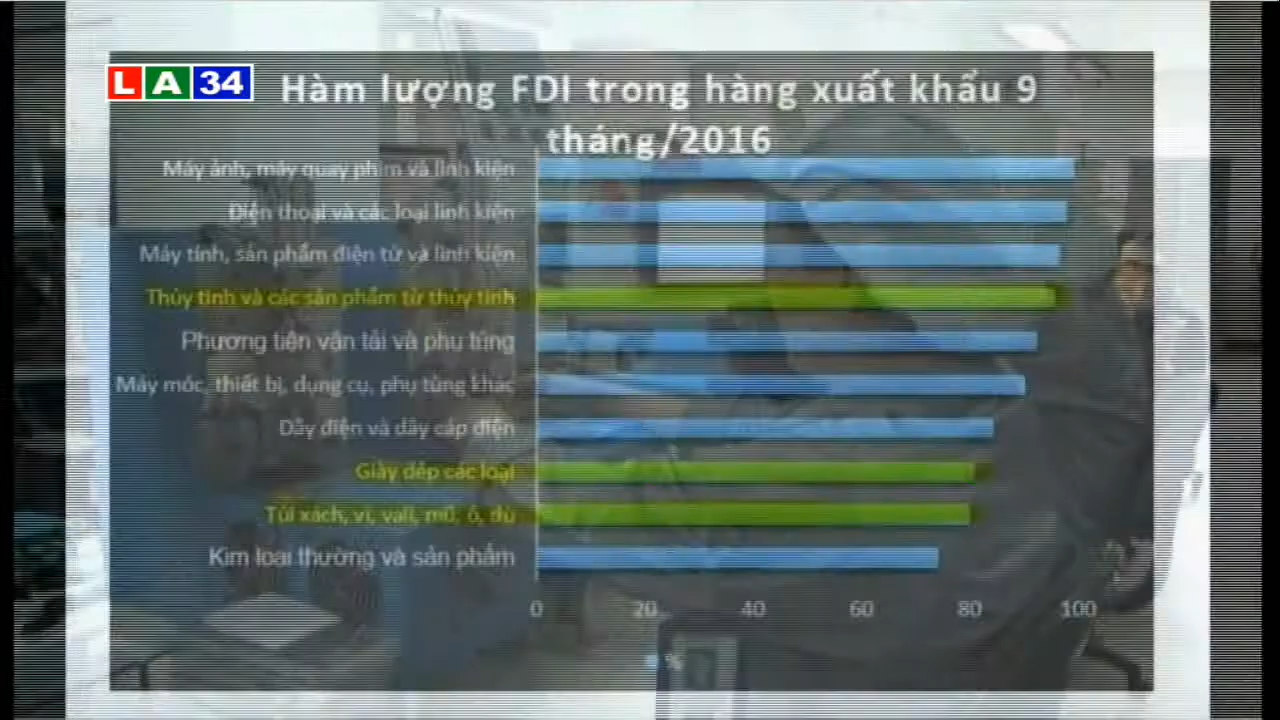 LA34
Hàm lượng FDI trong hàng xuất khẩu 9
tháng/2016
Máy ảnh, máy quay phim và linh kiện
Điện thoại và các loại linh kiện
Máy tính, sản phẩm điện tử và linh kiện
Thủy tinh và các sản phẩm từ thủy tinh
Phương tiện vận tải và phụ tùng
Máy móc, thiết bị, dụng cụ, phụ tùng khác
Dây điện và dây cáp điện
Giày dép các loại
Túi xách, ví, vali, mũ, ô, dù
Kim loại thường và sản phẩm
0 20 40 60 80 100
%